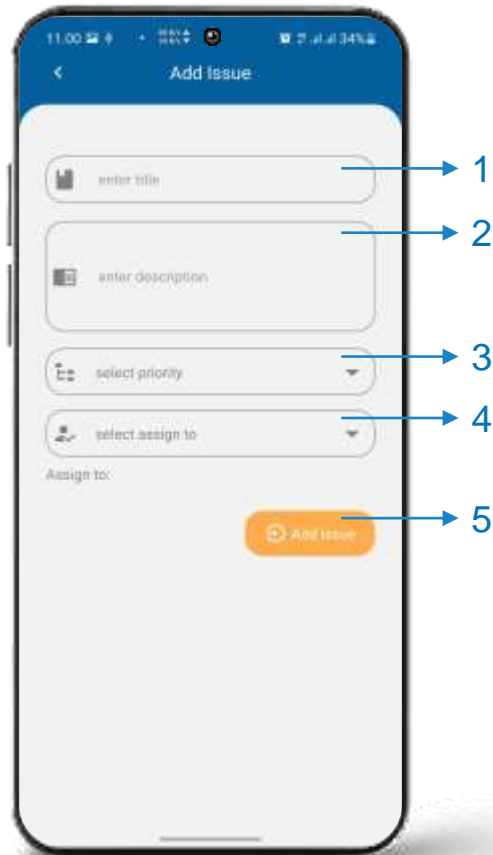 11.00 34%
Add Issue
enter title 1
2
enter description
select priority 3
select assign to 4
Assign to:
Add Issue 5